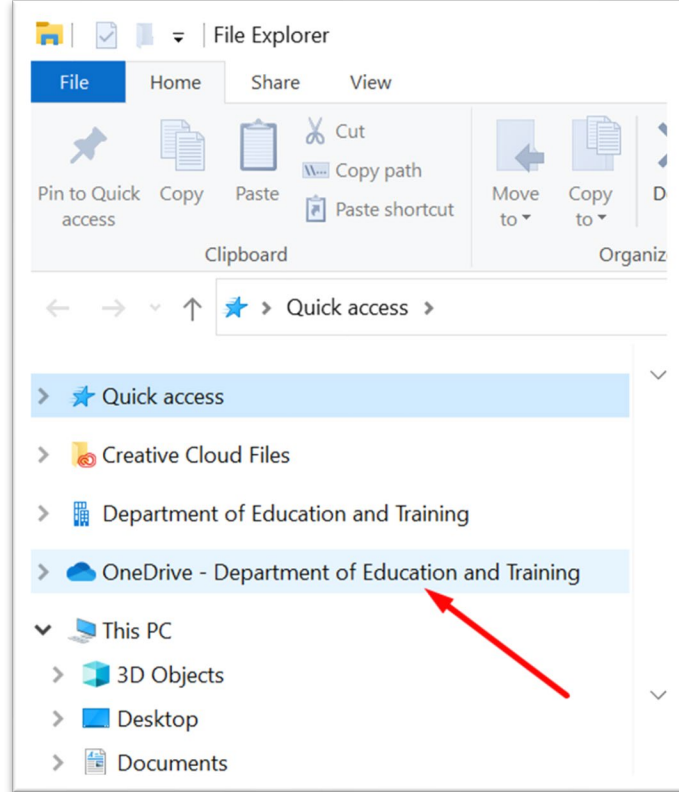 File Explorer
File Home Share View
Cut
Copy path
Paste shortcut
Pin to Quick access
Copy
Paste
Move to
Copy to
D
Clipboard
Organiz
Quick access
Quick access
Creative Cloud Files
Department of Education and Training
OneDrive - Department of Education and Training
This PC
3D Objects
Desktop
Documents